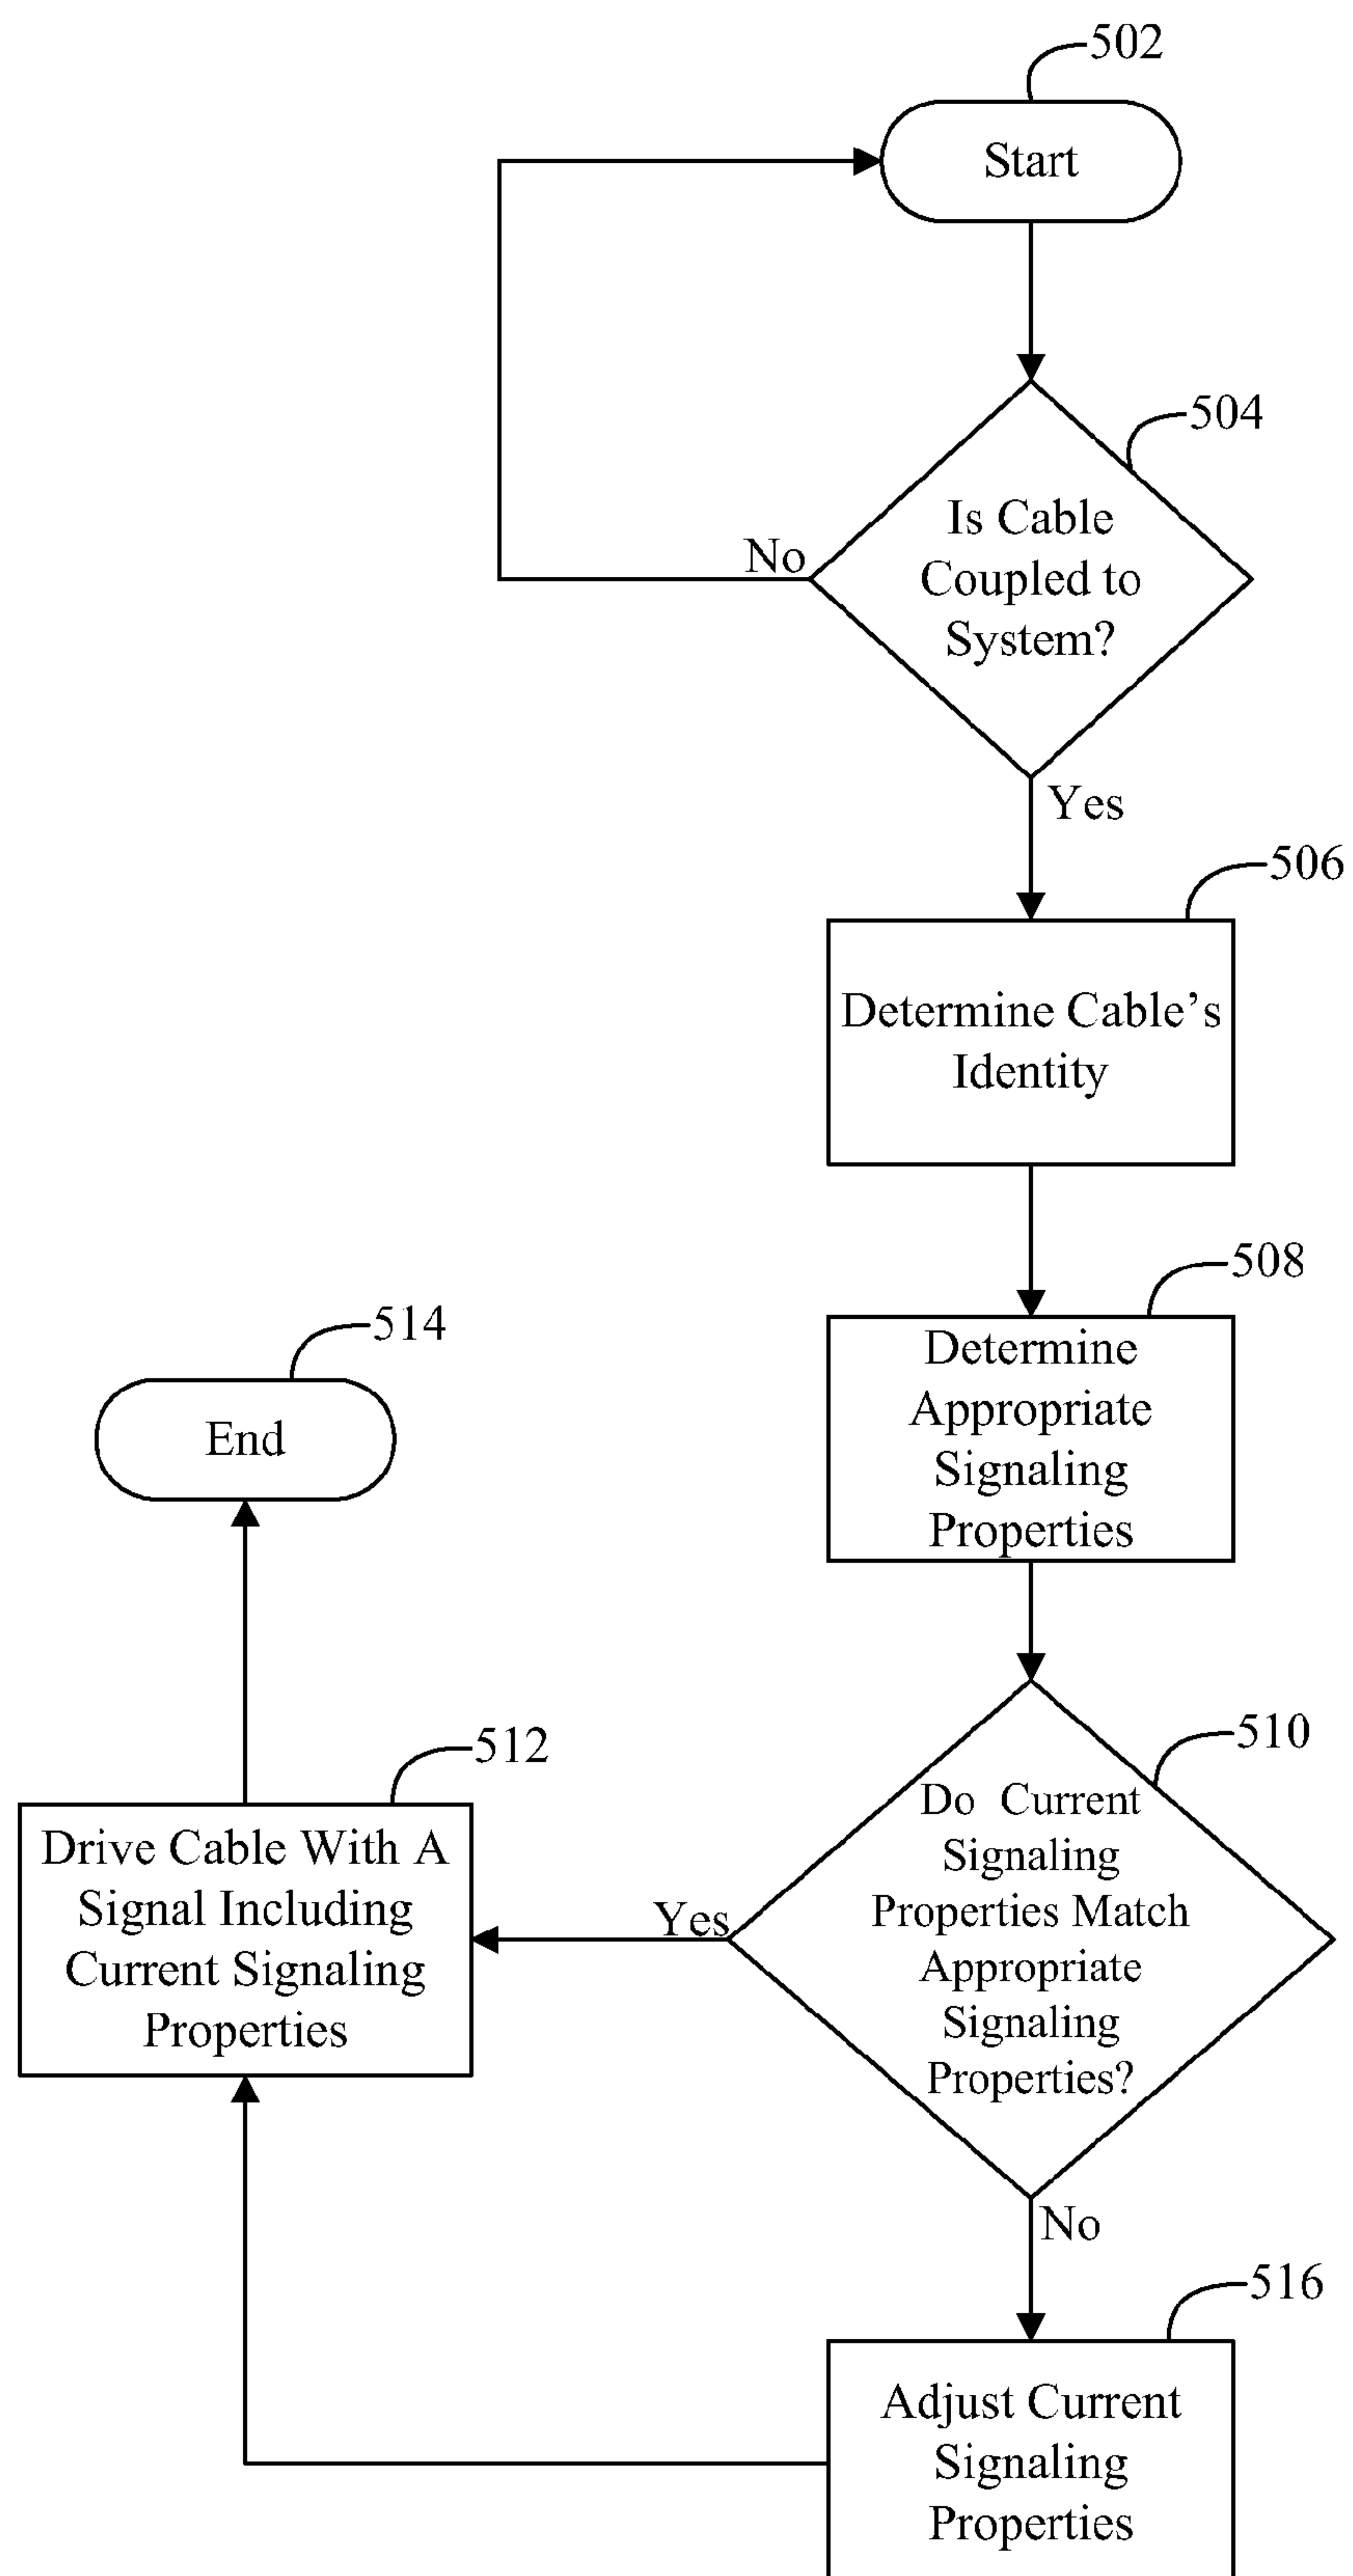 502
Start
504
Is Cable
Coupled to
System?
No
Yes
506
Determine Cable’s
Identity
508
Determine
Appropriate
Signaling
Properties
514
End
510
Do Current
Signaling
Properties Match
Appropriate
Signaling
Properties?
Yes
No
512
Drive Cable With A
Signal Including
Current Signaling
Properties
516
Adjust Current
Signaling
Properties